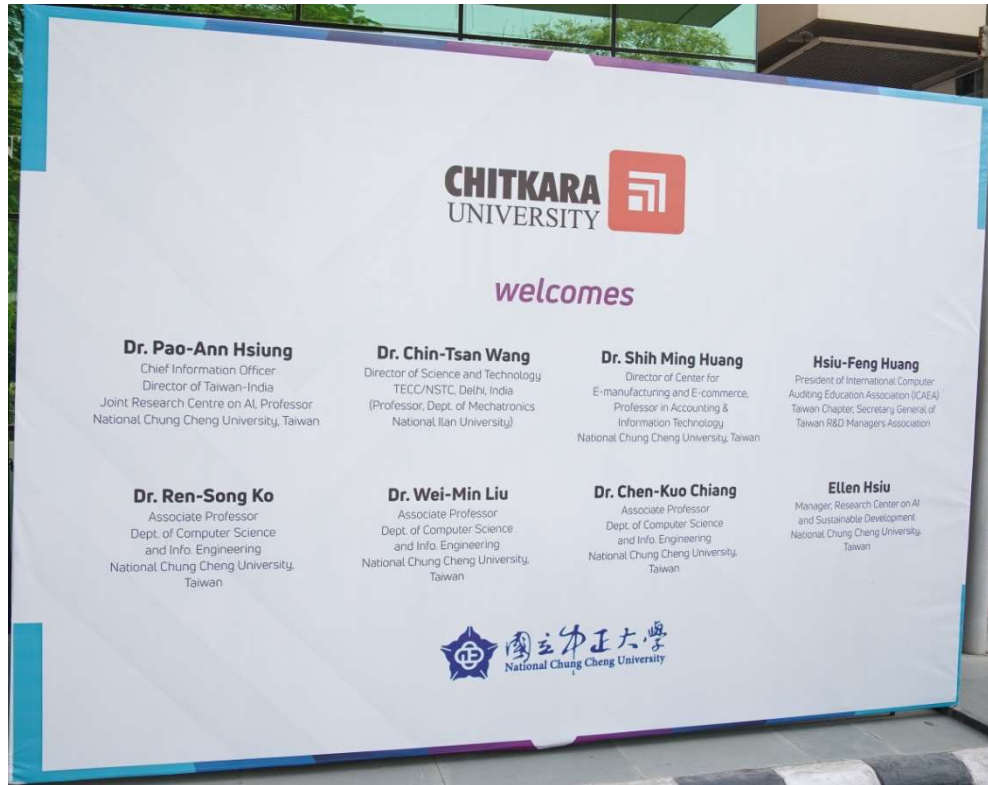 CHITKARA
UNIVERSITY
welcomes
Dr. Pao-Ann Hsiung
Chief Information Officer
Director of Taiwan-India
Joint Research Centre on AI, Professor
National Chung Cheng University, Taiwan
Dr. Chin-Tsan Wang
Director of Science and Technology
TECC/NSTC, Delhi, India
(Professor, Dept. of Mechatronics
National Ilan University)
Dr. Shih Ming Huang
Director of Center for
E-manufacturing and E-commerce,
Professor in Accounting &
Information Technology
National Chung Cheng University, Taiwan
Hsiu-Feng Huang
President of International Computer
Auditing Education Association (ICAEA)
Taiwan Chapter, Secretary General of
Taiwan R&D Managers Association
Dr. Ren-Song Ko
Associate Professor
Dept. of Computer Science
and Info. Engineering
National Chung Cheng University,
Taiwan
Dr. Wei-Min Liu
Associate Professor
Dept. of Computer Science
and Info. Engineering
National Chung Cheng University,
Taiwan
Dr. Chen-Kuo Chiang
Associate Professor
Dept. of Computer Science
and Info. Engineering
National Chung Cheng University,
Taiwan
Ellen Hsiu
Manager, Research Center on AI
and Sustainable Development
National Chung Cheng University,
Taiwan
國立中正大學
National Chung Cheng University